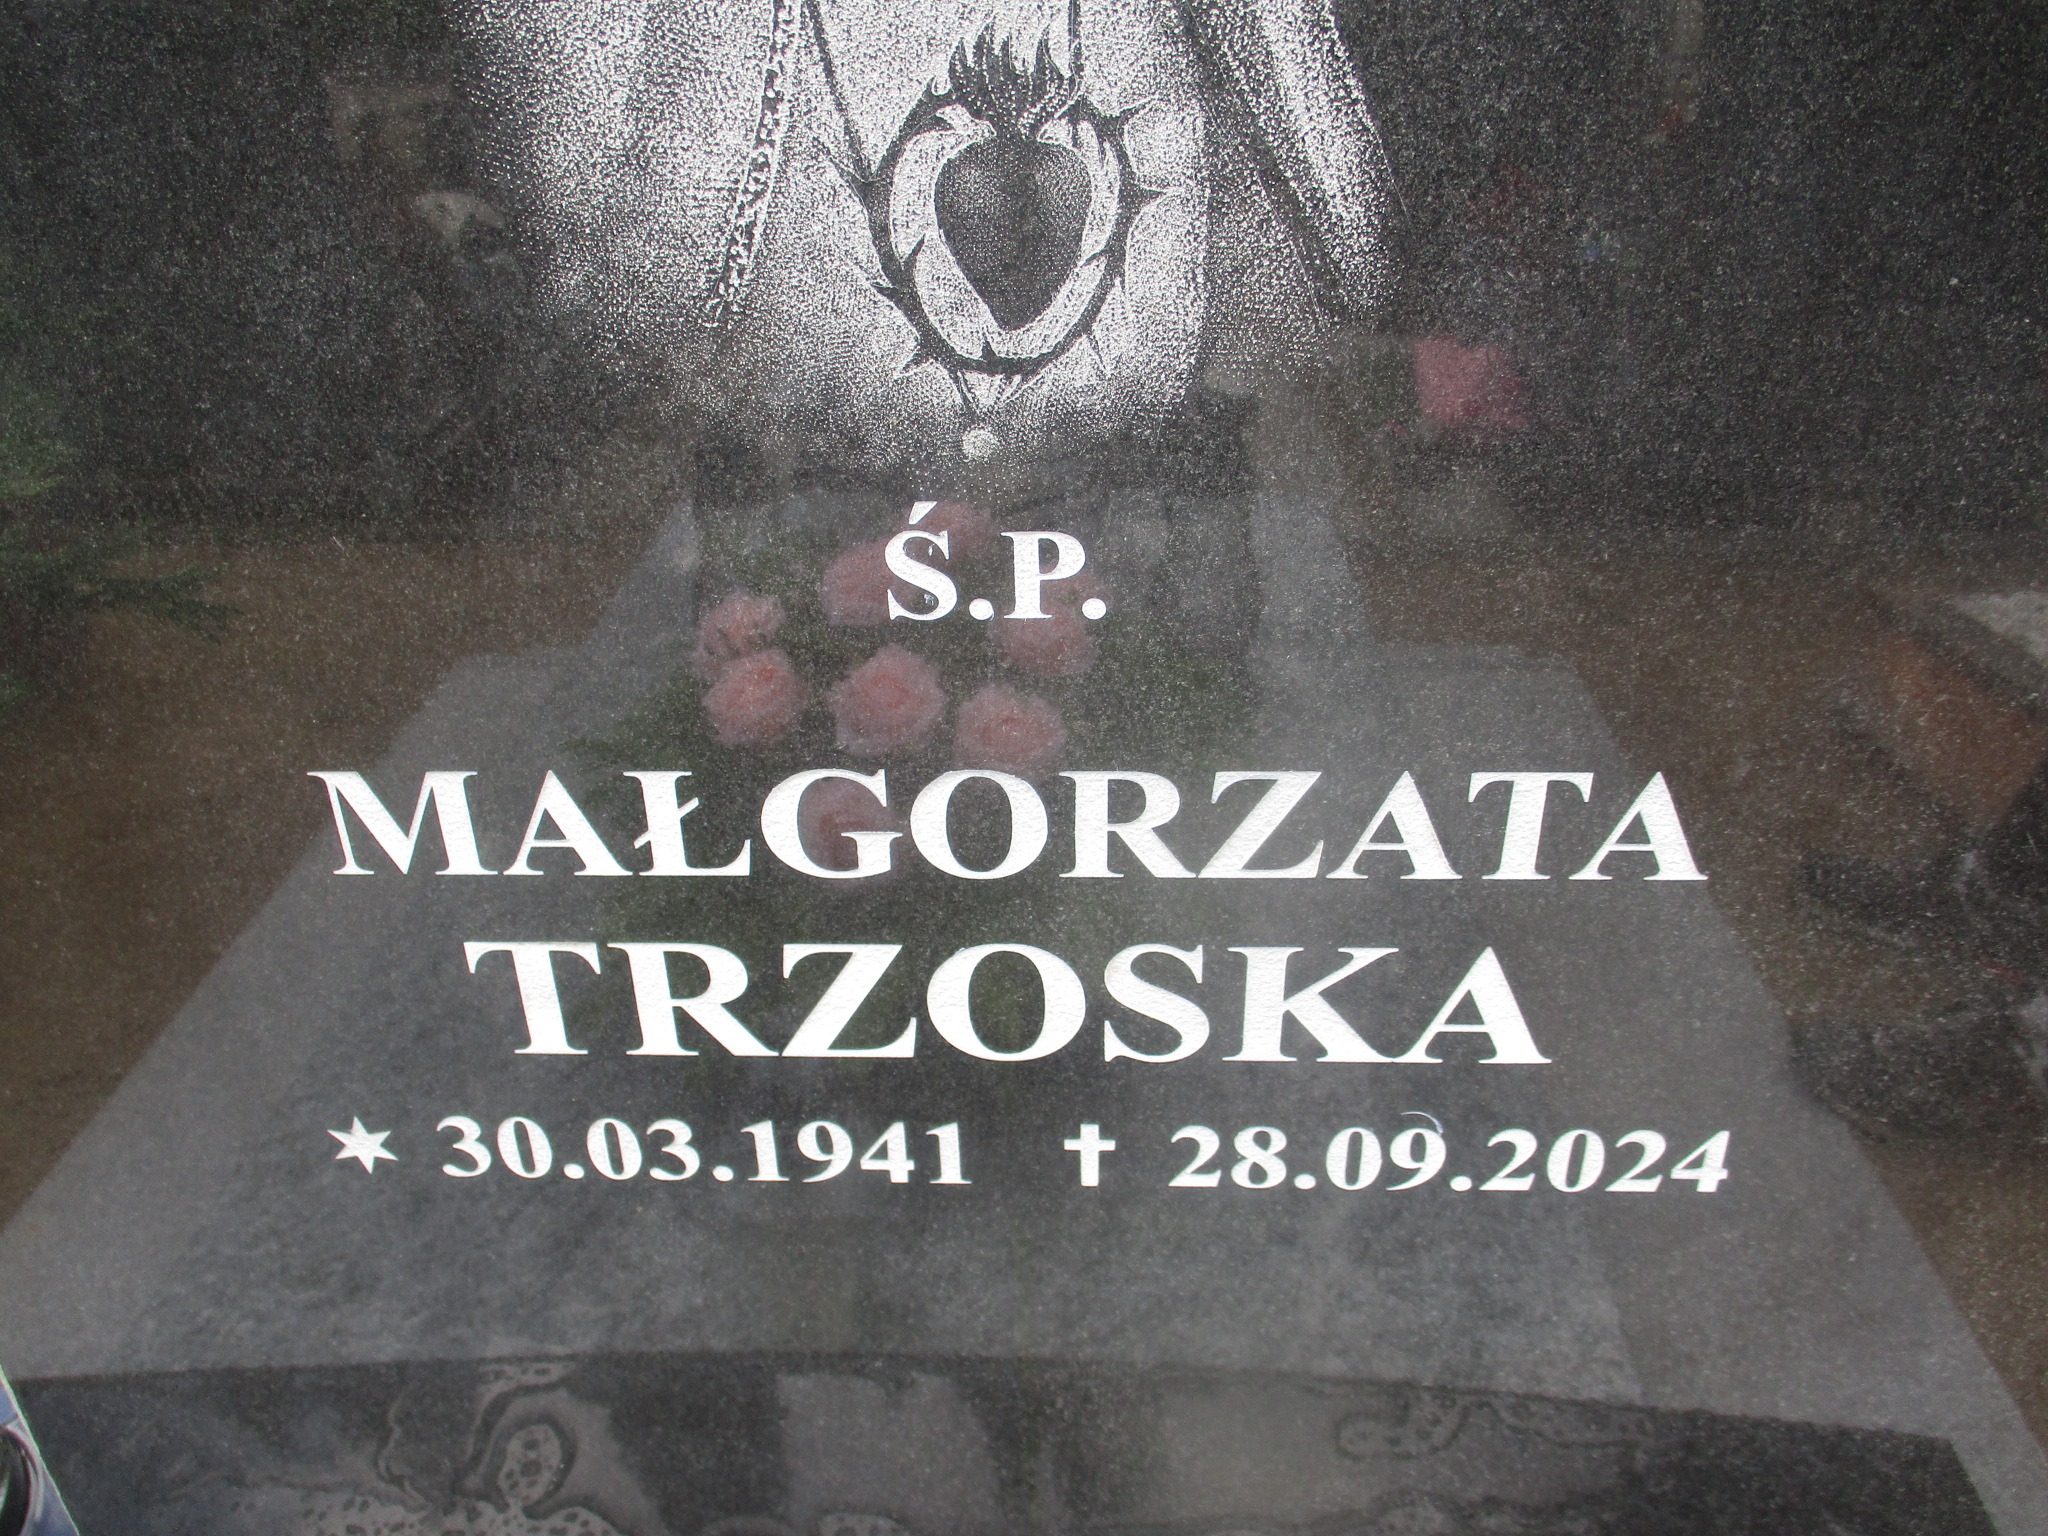 Ś.P.
MAŁGORZATA
TRZOSKA
✶ 30.03.1941 ✝ 28.09.2024